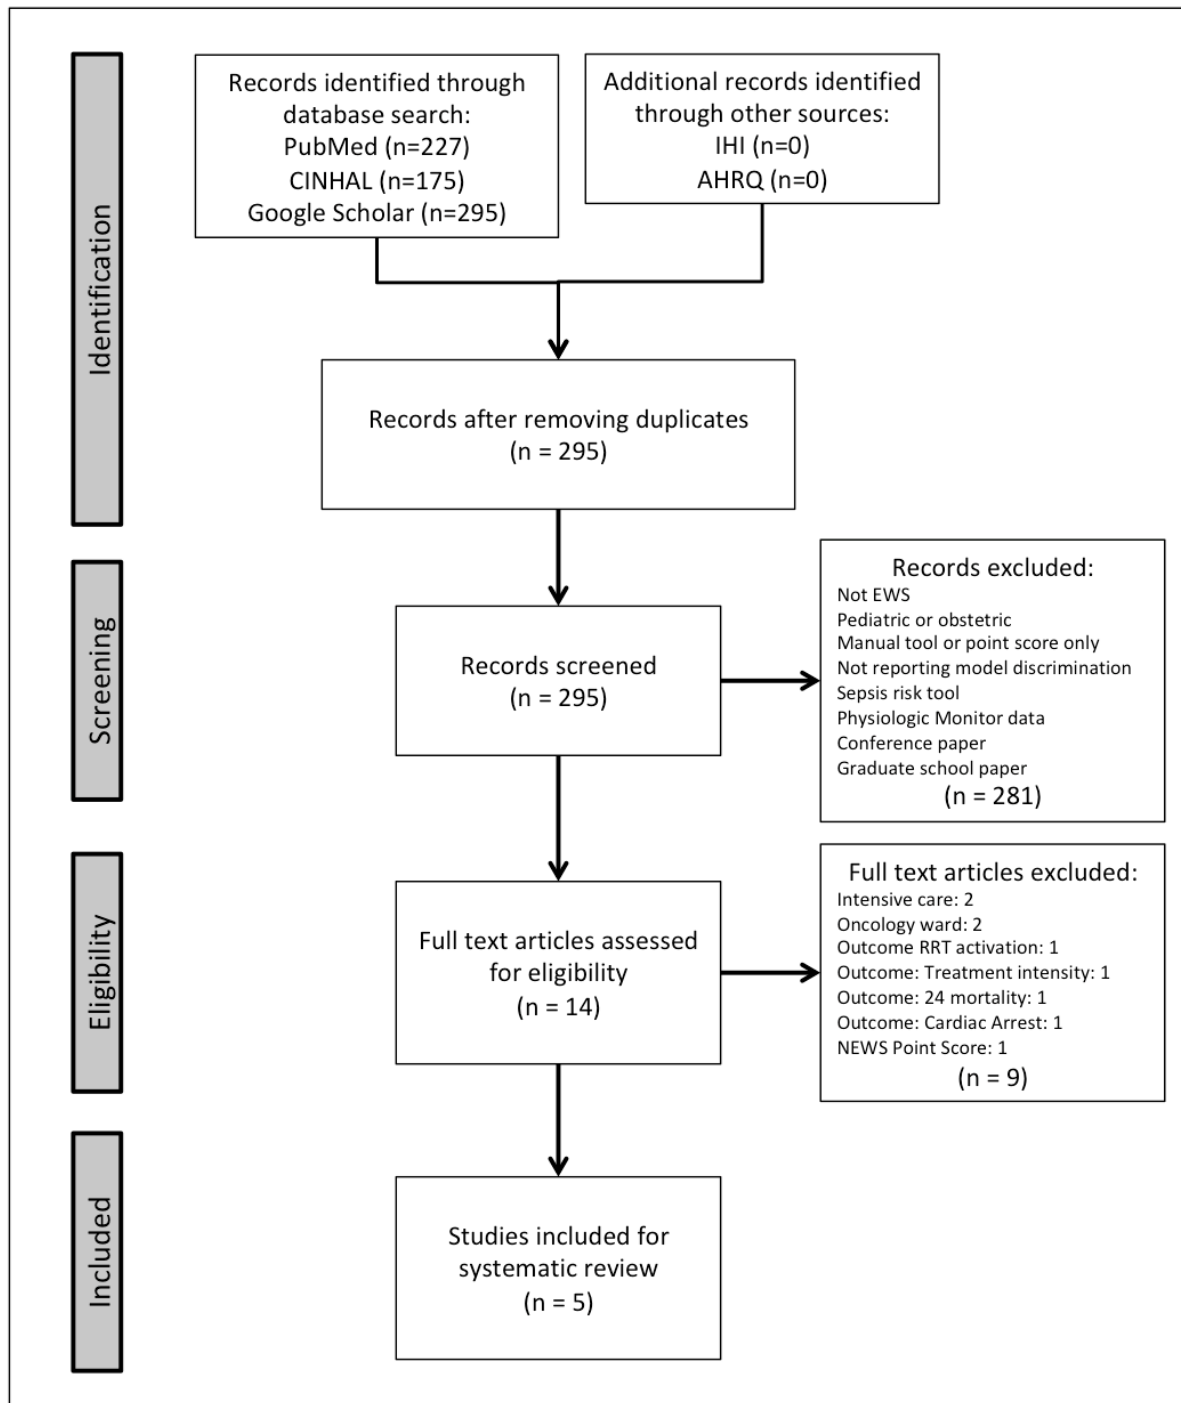 Identification
Records identified through
database search:
PubMed (n=227)
CINHAL (n=175)
Google Scholar (n=295)
Additional records identified
through other sources:
IHI (n=0)
AHRQ (n=0)
Records after removing duplicates
(n = 295)
Screening
Records screened
(n = 295)
Records excluded:
Not EWS
Pediatric or obstetric
Manual tool or point score only
Not reporting model discrimination
Sepsis risk tool
Physiologic Monitor data
Conference paper
Graduate school paper
(n = 281)
Eligibility
Full text articles assessed
for eligibility
(n = 14)
Full text articles excluded:
Intensive care: 2
Oncology ward: 2
Outcome RRT activation: 1
Outcome: Treatment intensity: 1
Outcome: 24 mortality: 1
Outcome: Cardiac Arrest: 1
NEWS Point Score: 1
(n = 9)
Included
Studies included for
systematic review
(n = 5)